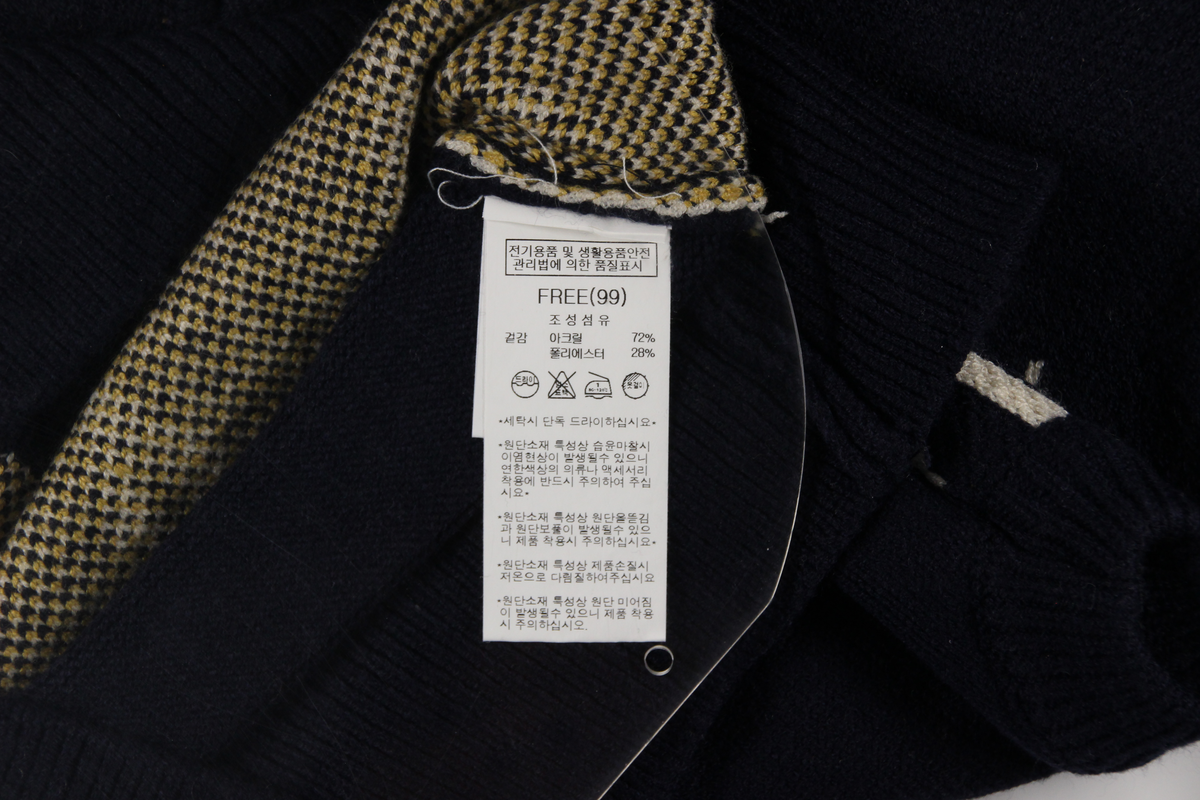 전기용품 및 생활용품안전
관리법에 의한 품질표시
FREE(99)
조성섬유
겉감 아크릴 72%
폴리에스터 28%
드라이
옷걸이
*세탁시 단독 드라이하십시요*
*원단소재 특성상 습윤마찰시
이염현상이 발생될수 있으니
연한색상의 의류나 액세서리
착용에 반드시 주의하여 주십
시요*
*원단소재 특성상 원단올뜯김
과 원단보풀이 발생될수 있으
니 제품 착용시 주의하십시요*
*원단소재 특성상 제품손질시
저온으로 다림질하여주십시요
*원단소재 특성상 원단 미어짐
이 발생될수 있으니 제품 착용
시 주의하십시오.